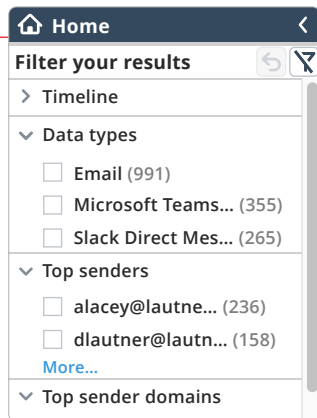 Home
Filter your results
Timeline
Data types
Email (991)
Microsoft Teams... (355)
Slack Direct Mes... (265)
Top senders
alacey@lautne... (236)
dlautner@lautn... (158)
More...
Top sender domains